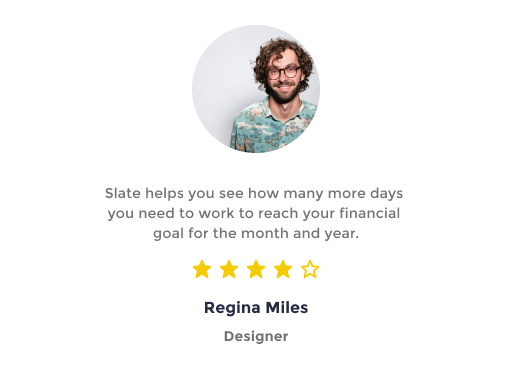 Slate helps you see how many more days
you need to work to reach your financial
goal for the month and year.
Regina Miles
Designer